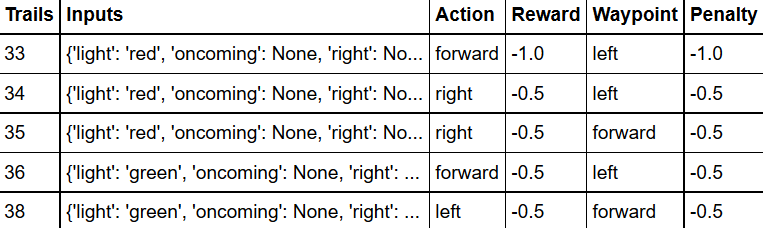 Trails Inputs Action Reward Waypoint Penalty
33 {'light': 'red', 'oncoming': None, 'right': No... forward -1.0 left -1.0
34 {'light': 'red', 'oncoming': None, 'right': No... right -0.5 left -0.5
35 {'light': 'red', 'oncoming': None, 'right': No... right -0.5 forward -0.5
36 {'light': 'green', 'oncoming': None, 'right': ... forward -0.5 left -0.5
38 {'light': 'green', 'oncoming': None, 'right': ... left -0.5 forward -0.5